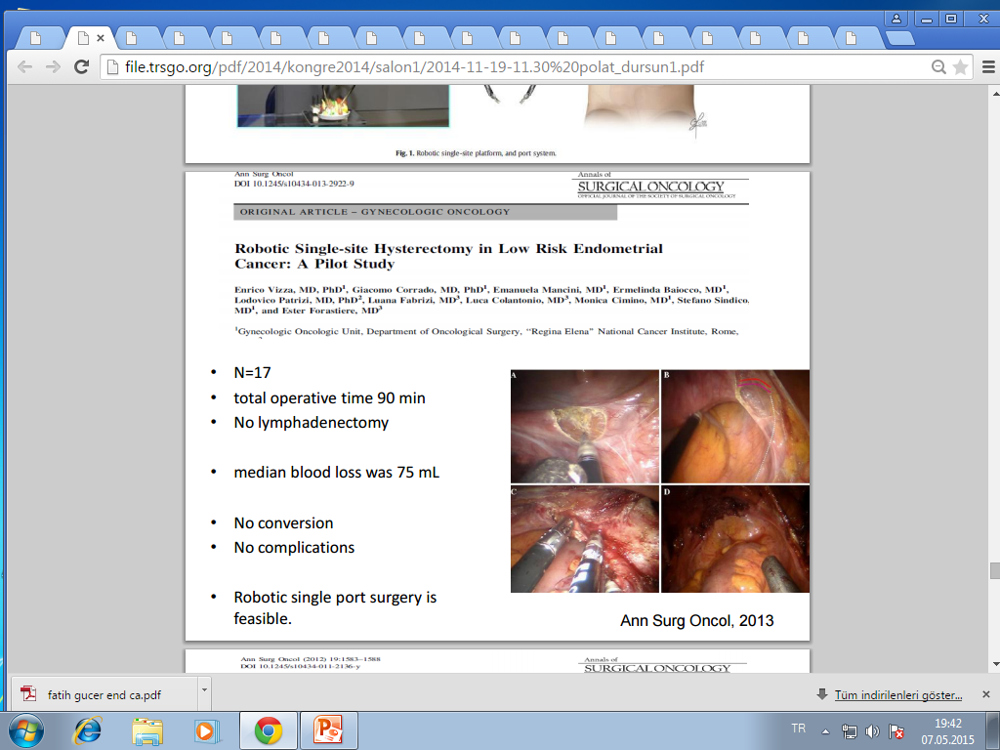 file.trsgo.org/pdf/2014/kongre2014/salon1/2014-11-19-11.30%20polat_dursun1.pdf
Fig. 1. Robotic single-site platform, and port system.
Ann Surg Oncol
DOI 10.1245/s10434-013-2922-9
Annals of
SURGICAL ONCOLOGY
OFFICIAL JOURNAL OF THE SOCIETY OF SURGICAL ONCOLOGY
ORIGINAL ARTICLE – GYNECOLOGIC ONCOLOGY
Robotic Single-site Hysterectomy in Low Risk Endometrial
Cancer: A Pilot Study
Enrico Vizza, MD, PhD1, Giacomo Corrado, MD, PhD1, Emanuela Mancini, MD1, Ermelinda Baiocco, MD1,
Lodovico Patrizi, MD, PhD2, Luana Fabrizi, MD3, Luca Colantonio, MD3, Monica Cimino, MD1, Stefano Sindico,
MD1, and Ester Forastiere, MD3
1Gynecologic Oncologic Unit, Department of Oncological Surgery, "Regina Elena" National Cancer Institute, Rome,
• N=17
• total operative time 90 min
• No lymphadenectomy
• median blood loss was 75 mL
• No conversion
• No complications
• Robotic single port surgery is
feasible.
A
B
C
D
Ann Surg Oncol, 2013
Ann Surg Oncol (2012) 19:1583–1588
DOI 10.1245/s10434-011-2136-y
Annals of
SURGICAL ONCOLOGY
fatih gucer end ca.pdf
Tüm indirilenleri göster...
TR
19:42
07.05.2015